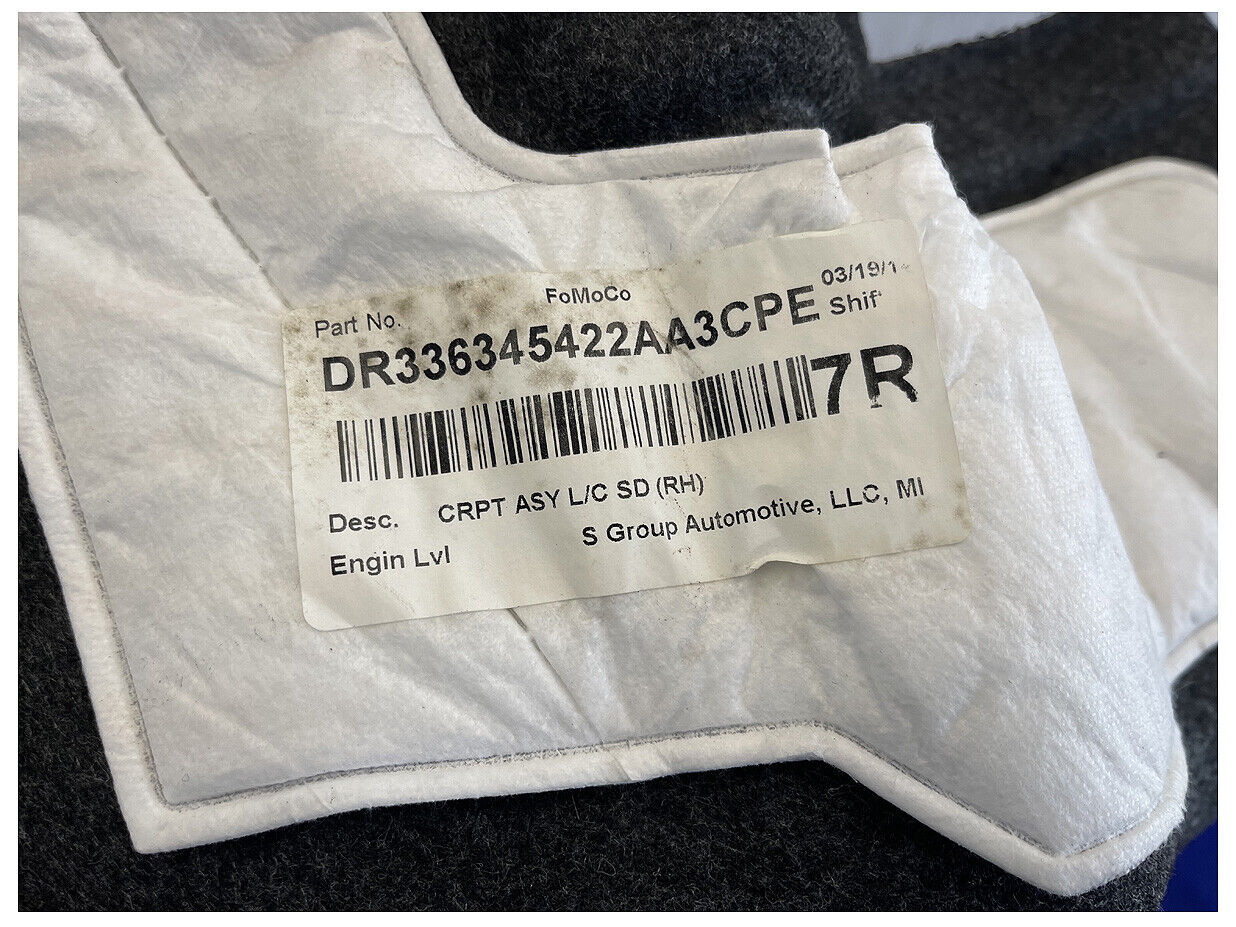 FoMoCo
Part No.
03/19/1
DR336345422AA3CPE
Shif
7R
Desc. CRPT ASY L/C SD (RH)
Engin Lvl S Group Automotive, LLC, MI